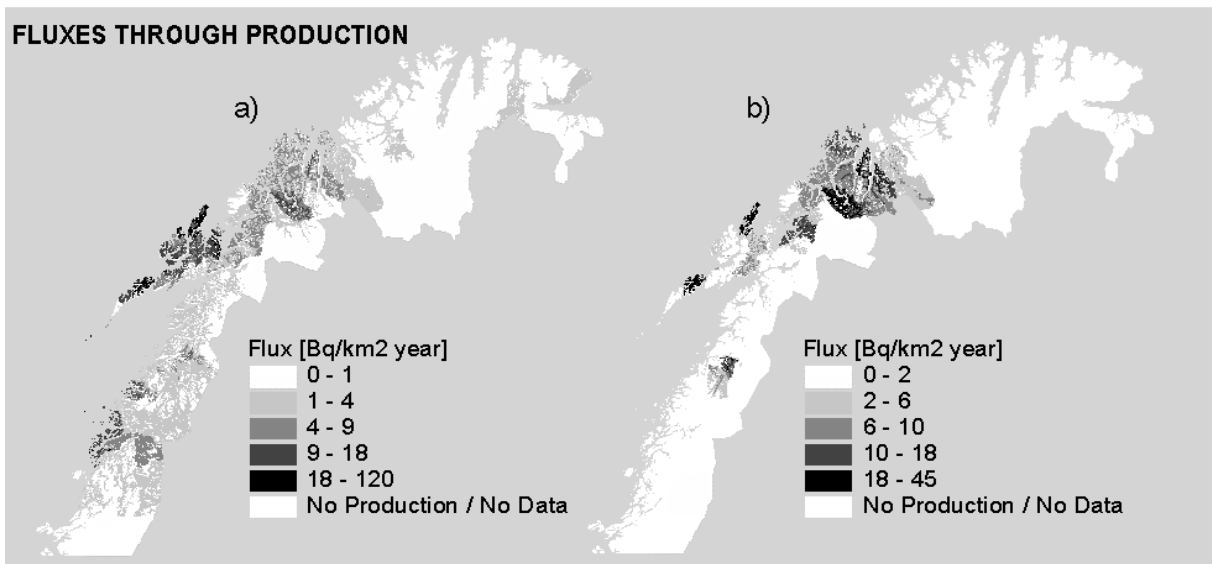 FLUXES THROUGH PRODUCTION
a)
Flux [Bq/km2 year]
0 - 1
1 - 4
4 - 9
9 - 18
18 - 120
No Production / No Data
b)
Flux [Bq/km2 year]
0 - 2
2 - 6
6 - 10
10 - 18
18 - 45
No Production / No Data